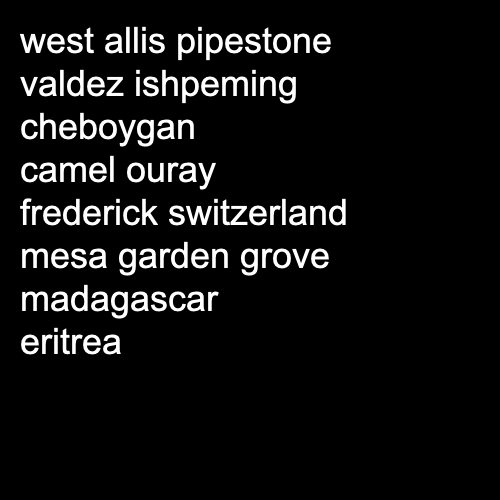 west allis pipestone
valdez ishpeming
cheboygan
camel ouray
frederick switzerland
mesa garden grove
madagascar
eritrea